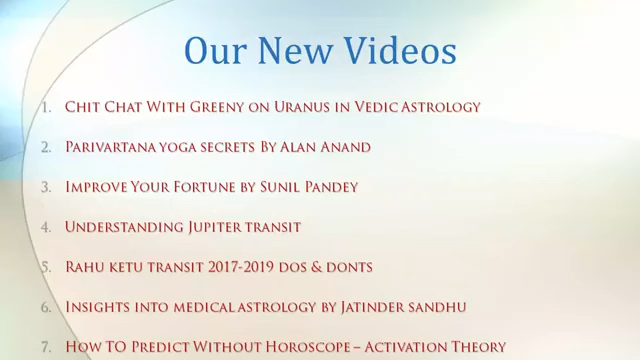 Our New Videos
1. Chit Chat With Greeny on Uranus in Vedic Astrology
2. Parivartana yoga secrets By Alan Anand
3. Improve Your Fortune by Sunil Pandey
4. Understanding Jupiter transit
5. Rahu ketu transit 2017-2019 dos & donts
6. Insights into medical astrology by Jatinder sandhu
7. How TO Predict Without Horoscope – Activation Theory